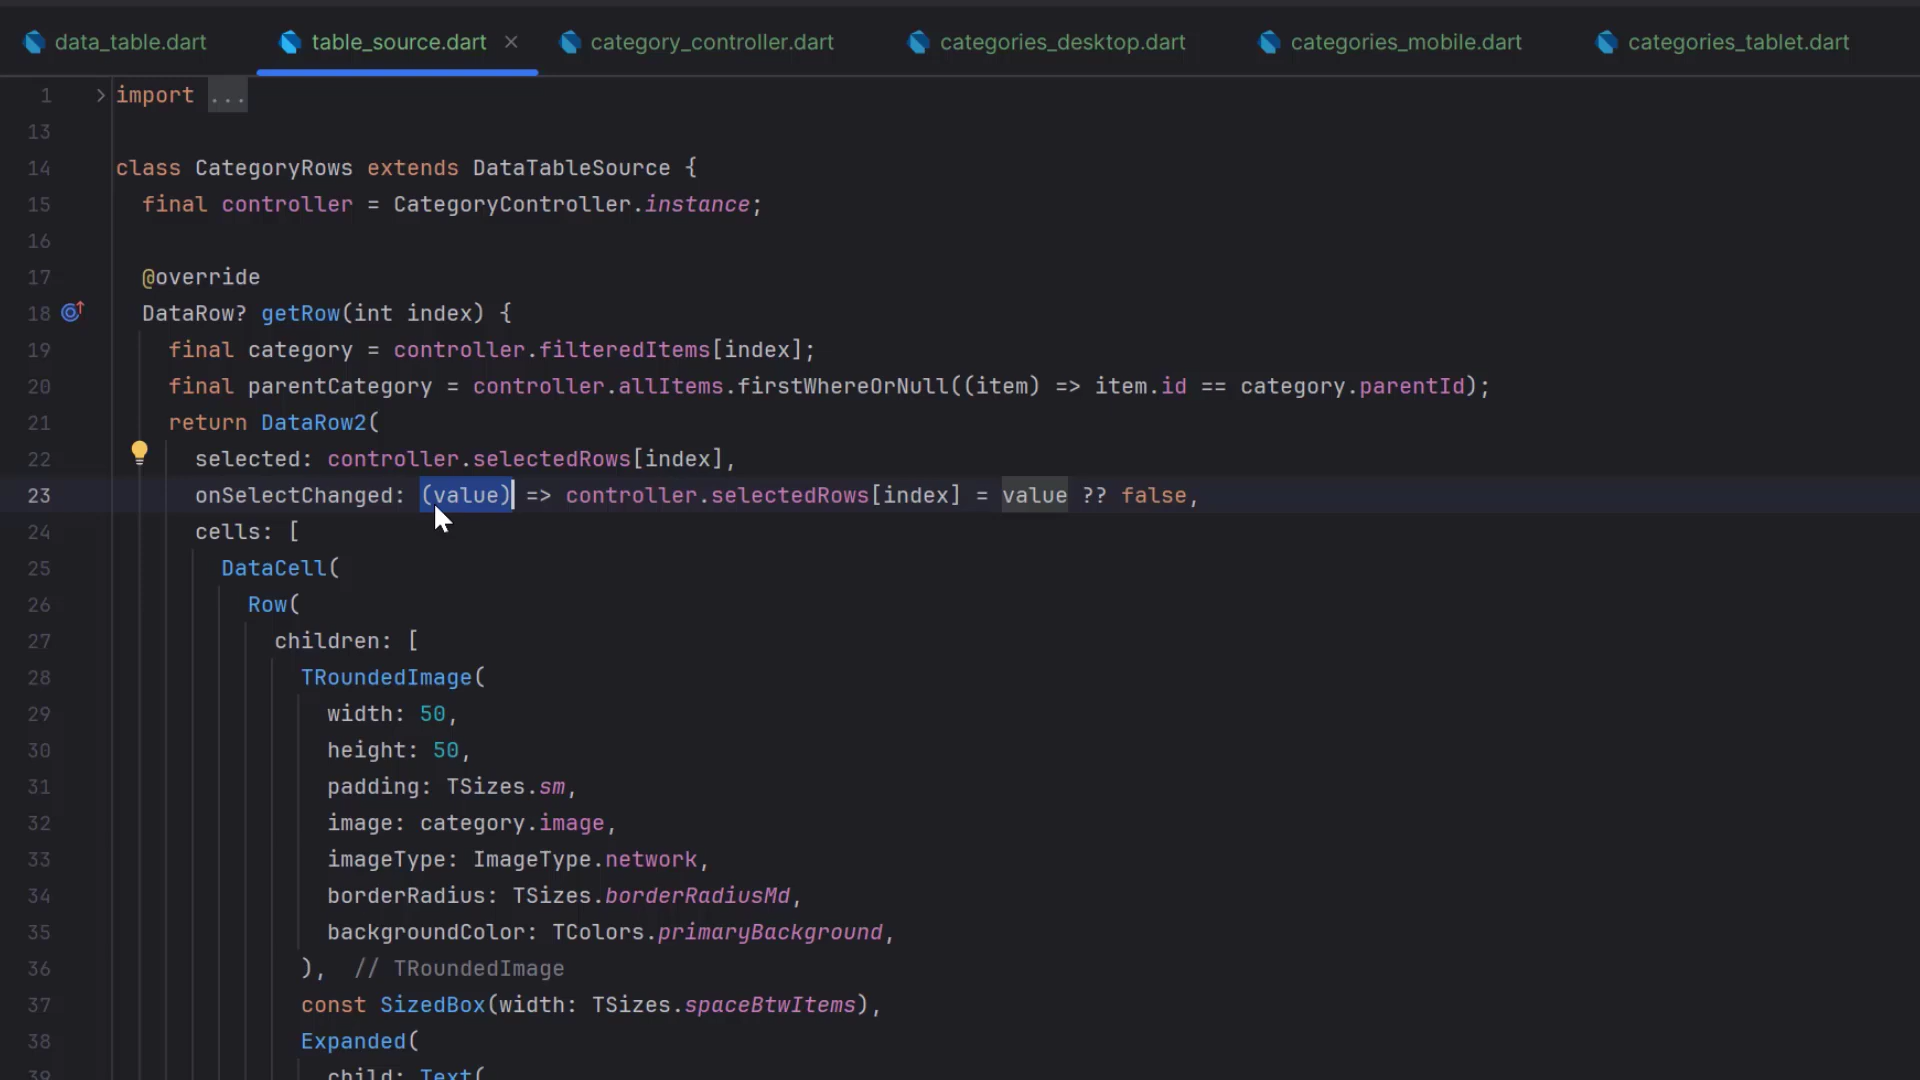 data_table.dart table_source.dart category_controller.dart categories_desktop.dart categories_mobile.dart categories_tablet.dart
1 import ...
13
14 class CategoryRows extends DataTableSource {
15 final controller = CategoryController.instance;
16
17 @override
18 DataRow? getRow(int index) {
19 final category = controller.filteredItems[index];
20 final parentCategory = controller.allItems.firstWhereOrNull((item) => item.id == category.parentId);
21 return DataRow2(
22 selected: controller.selectedRows[index],
23 onSelectChanged: (value) => controller.selectedRows[index] = value ?? false,
24 cells: [
25 DataCell(
26 Row(
27 children: [
28 TRoundedImage(
29 width: 50,
30 height: 50,
31 padding: TSizes.sm,
32 image: category.image,
33 imageType: ImageType.network,
34 borderRadius: TSizes.borderRadiusMd,
35 backgroundColor: TColors.primaryBackground,
36 ), // TRoundedImage
37 const SizedBox(width: TSizes.spaceBtwItems),
38 Expanded(
39 child: Text(